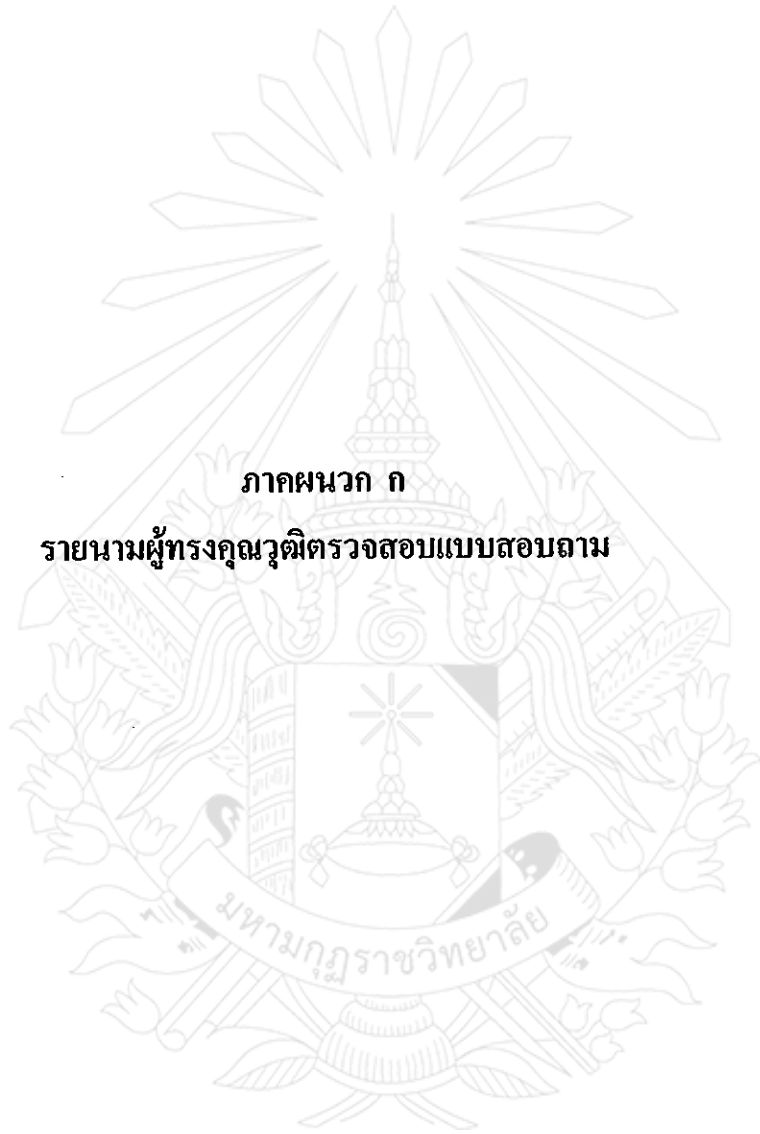 ภาคผนวก ก
รายนามผู้ทรงคุณวุฒิตรวจสอบแบบสอบถาม
มหามกุฏราชวิทยาลัย